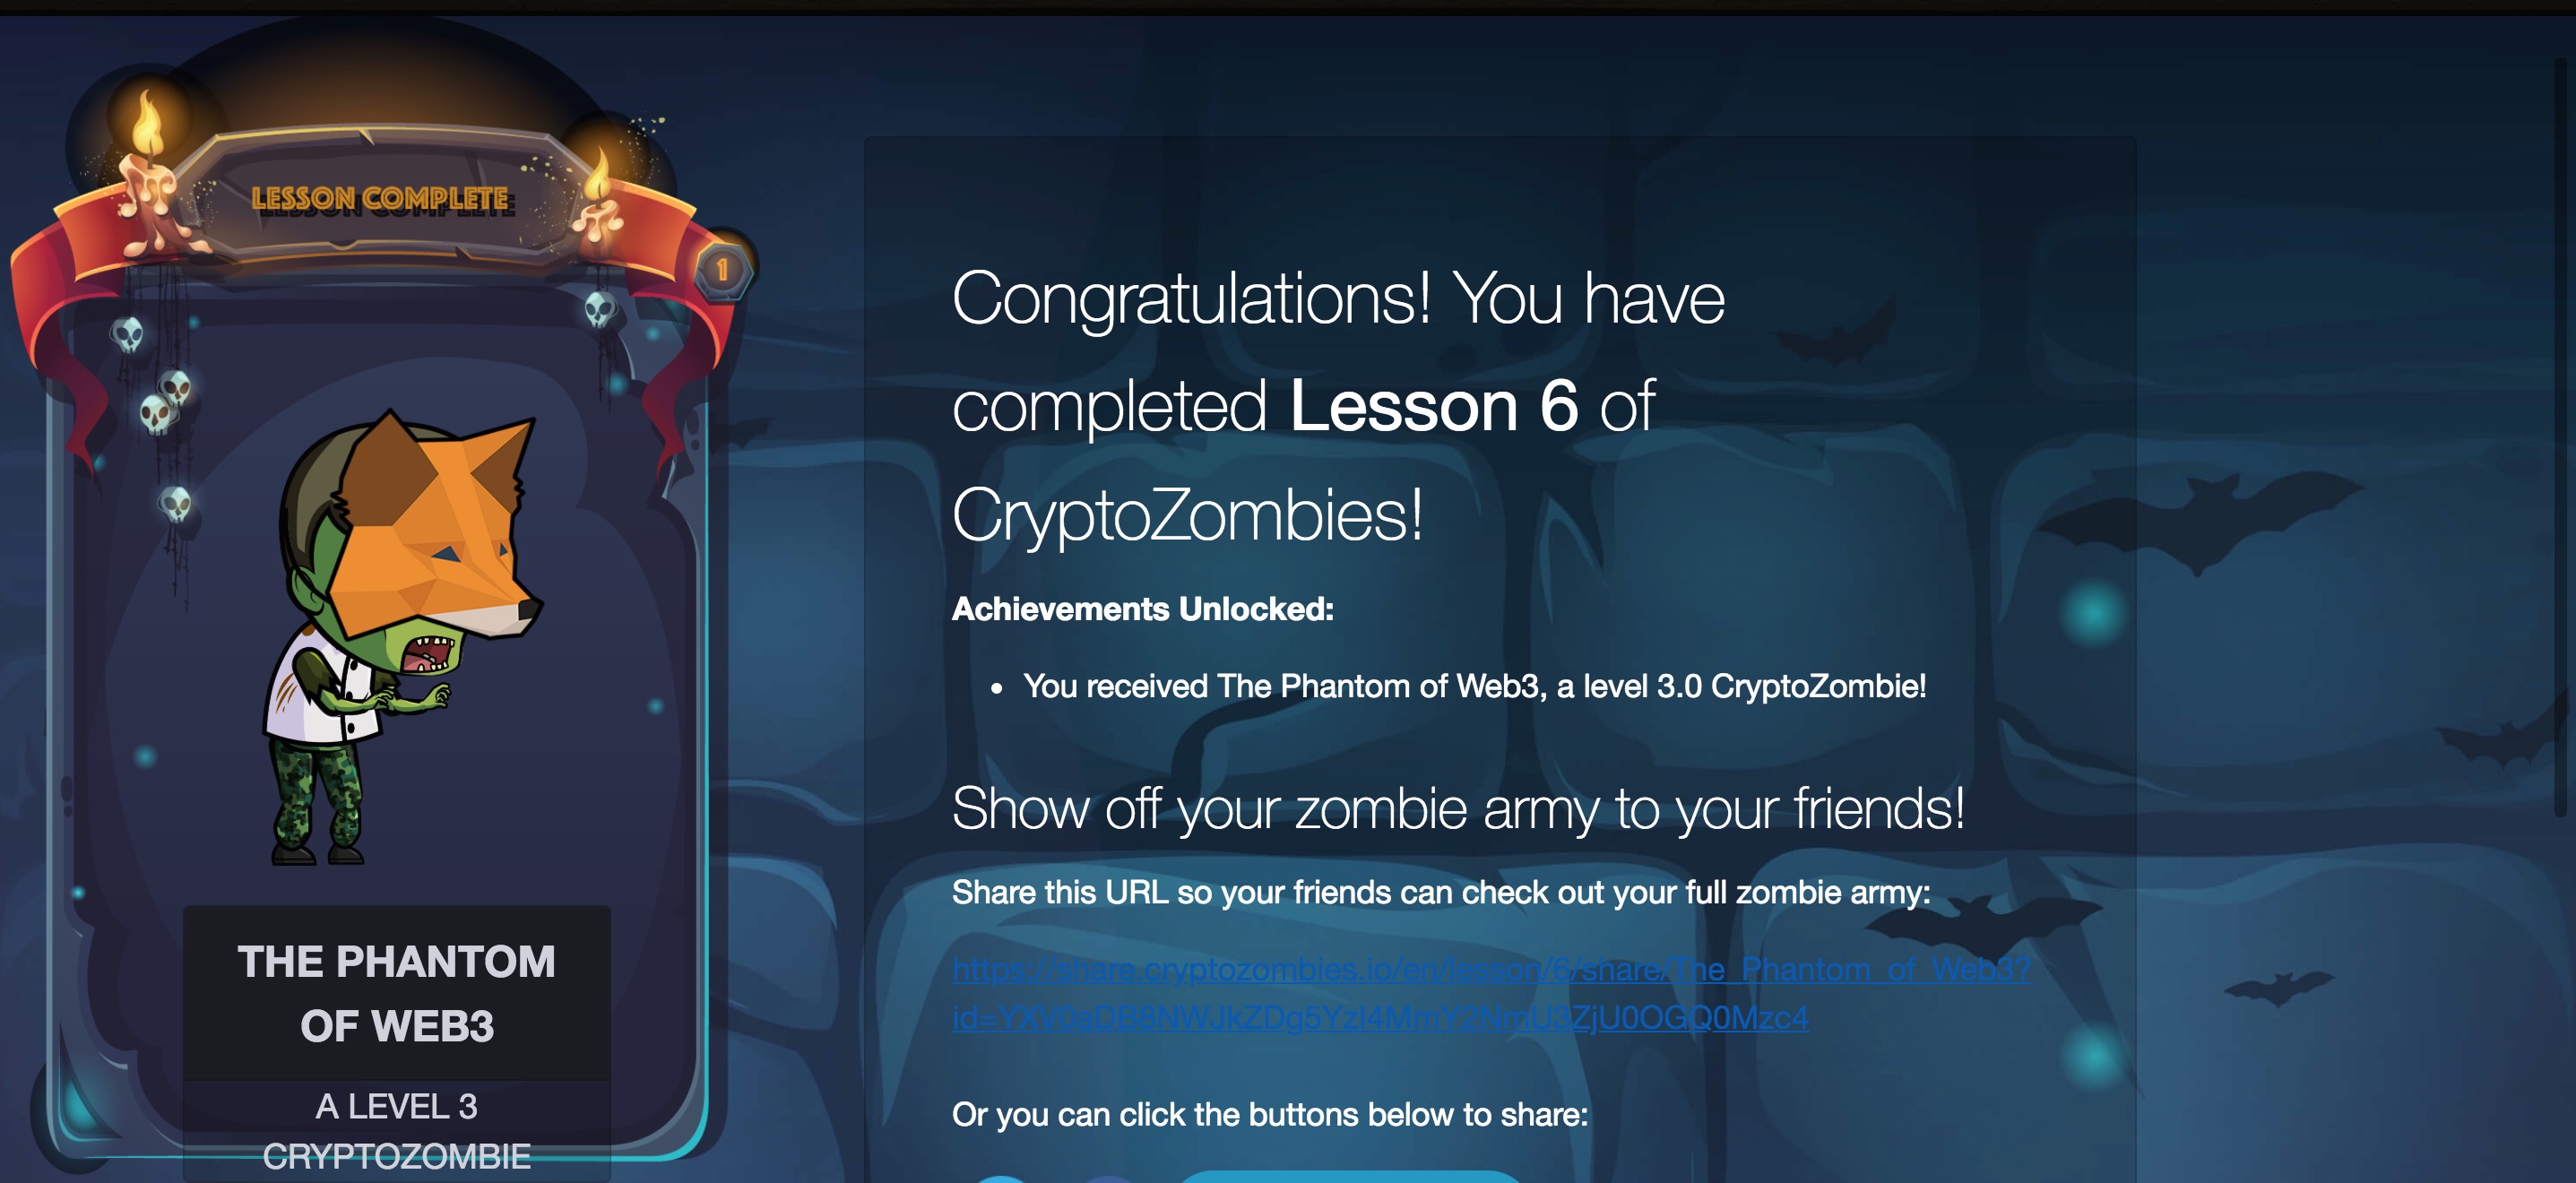 LESSON COMPLETE
1
THE PHANTOM
OF WEB3
A LEVEL 3
CRYPTOZOMBIE
Congratulations! You have
completed Lesson 6 of
CryptoZombies!
Achievements Unlocked:
• You received The Phantom of Web3, a level 3.0 CryptoZombie!
Show off your zombie army to your friends!
Share this URL so your friends can check out your full zombie army:
https://share.cryptozombies.io/en/lesson/6/share/The_Phantom_of_Web3?
id=YXV0aDB8NWJkZDg5YzI4MmY2NmU3ZjU0OGQ0Mzc4
Or you can click the buttons below to share: